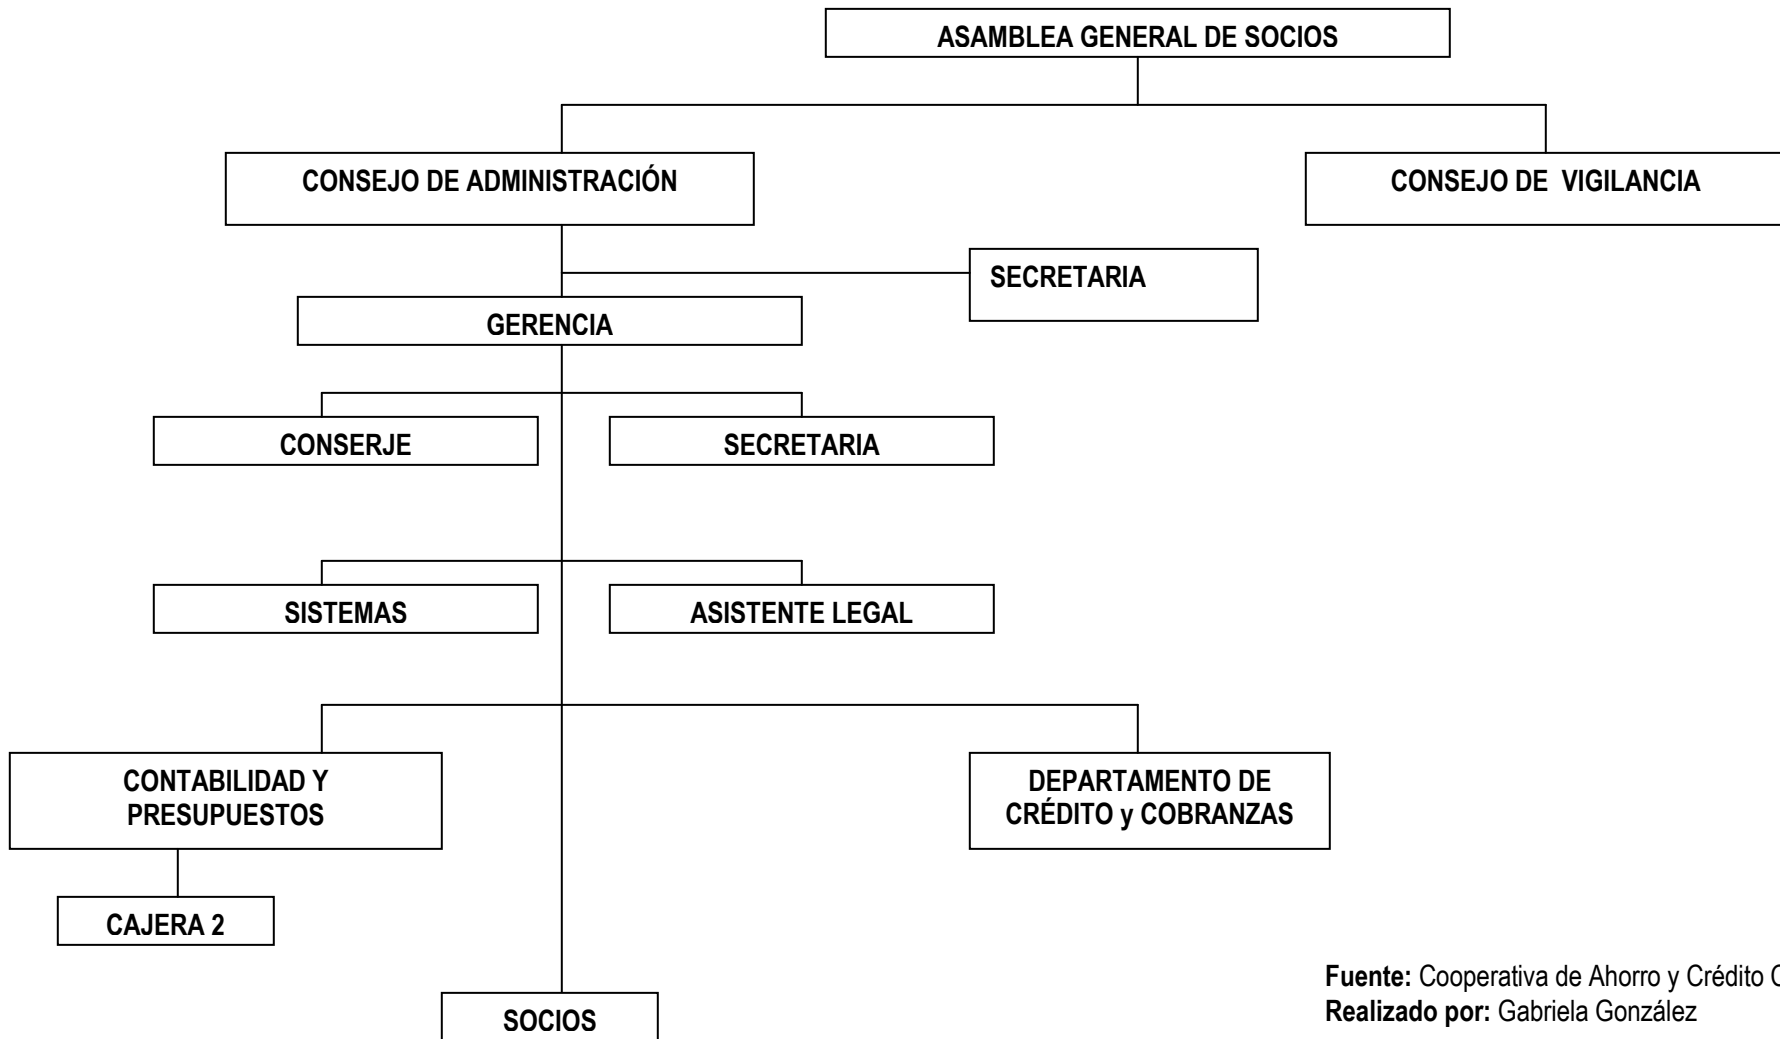 ASAMBLEA GENERAL DE SOCIOS
CONSEJO DE ADMINISTRACIÓN
CONSEJO DE VIGILANCIA
SECRETARIA
GERENCIA
CONSERJE
SECRETARIA
SISTEMAS
ASISTENTE LEGAL
CONTABILIDAD Y
PRESUPUESTOS
DEPARTAMENTO DE
CRÉDITO y COBRANZAS
CAJERA 2
SOCIOS
Fuente: Cooperativa de Ahorro y Crédito
Realizado por: Gabriela González